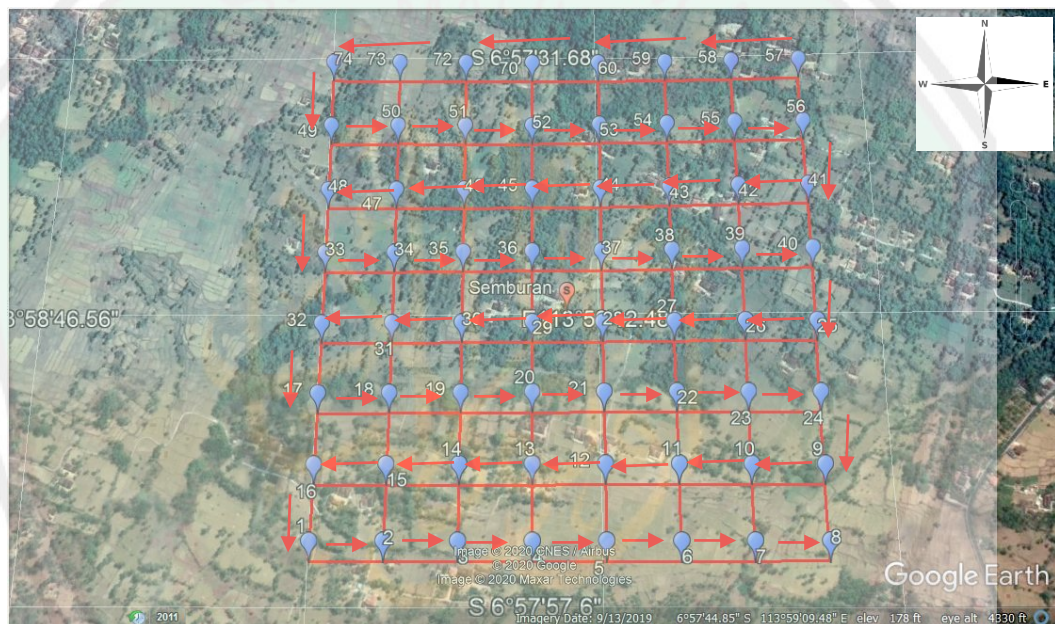 N
W E
S
S 6°57'31.68"
74 73 72 70 60 59 58 57
49 50 51 52 53 54 55 56
48 47 45 44 43 42 41
33 34 35 36 37 38 39 40
Semburan
S
8°58'46.56"
32 31 29 27
17 18 19 20 21 22 23 24
16 15 14 13 12 11 10 9
1 2 3 4 5 6 7 8
Image © 2020 CNES / Airbus
© 2020 Google
Image © 2020 Maxar Technologies
Google Earth
S 6°57'57.6"
2011
Imagery Date: 9/13/2019 6°57'44.85" S 113°59'09.48" E elev 178 ft eye alt 4330 ft